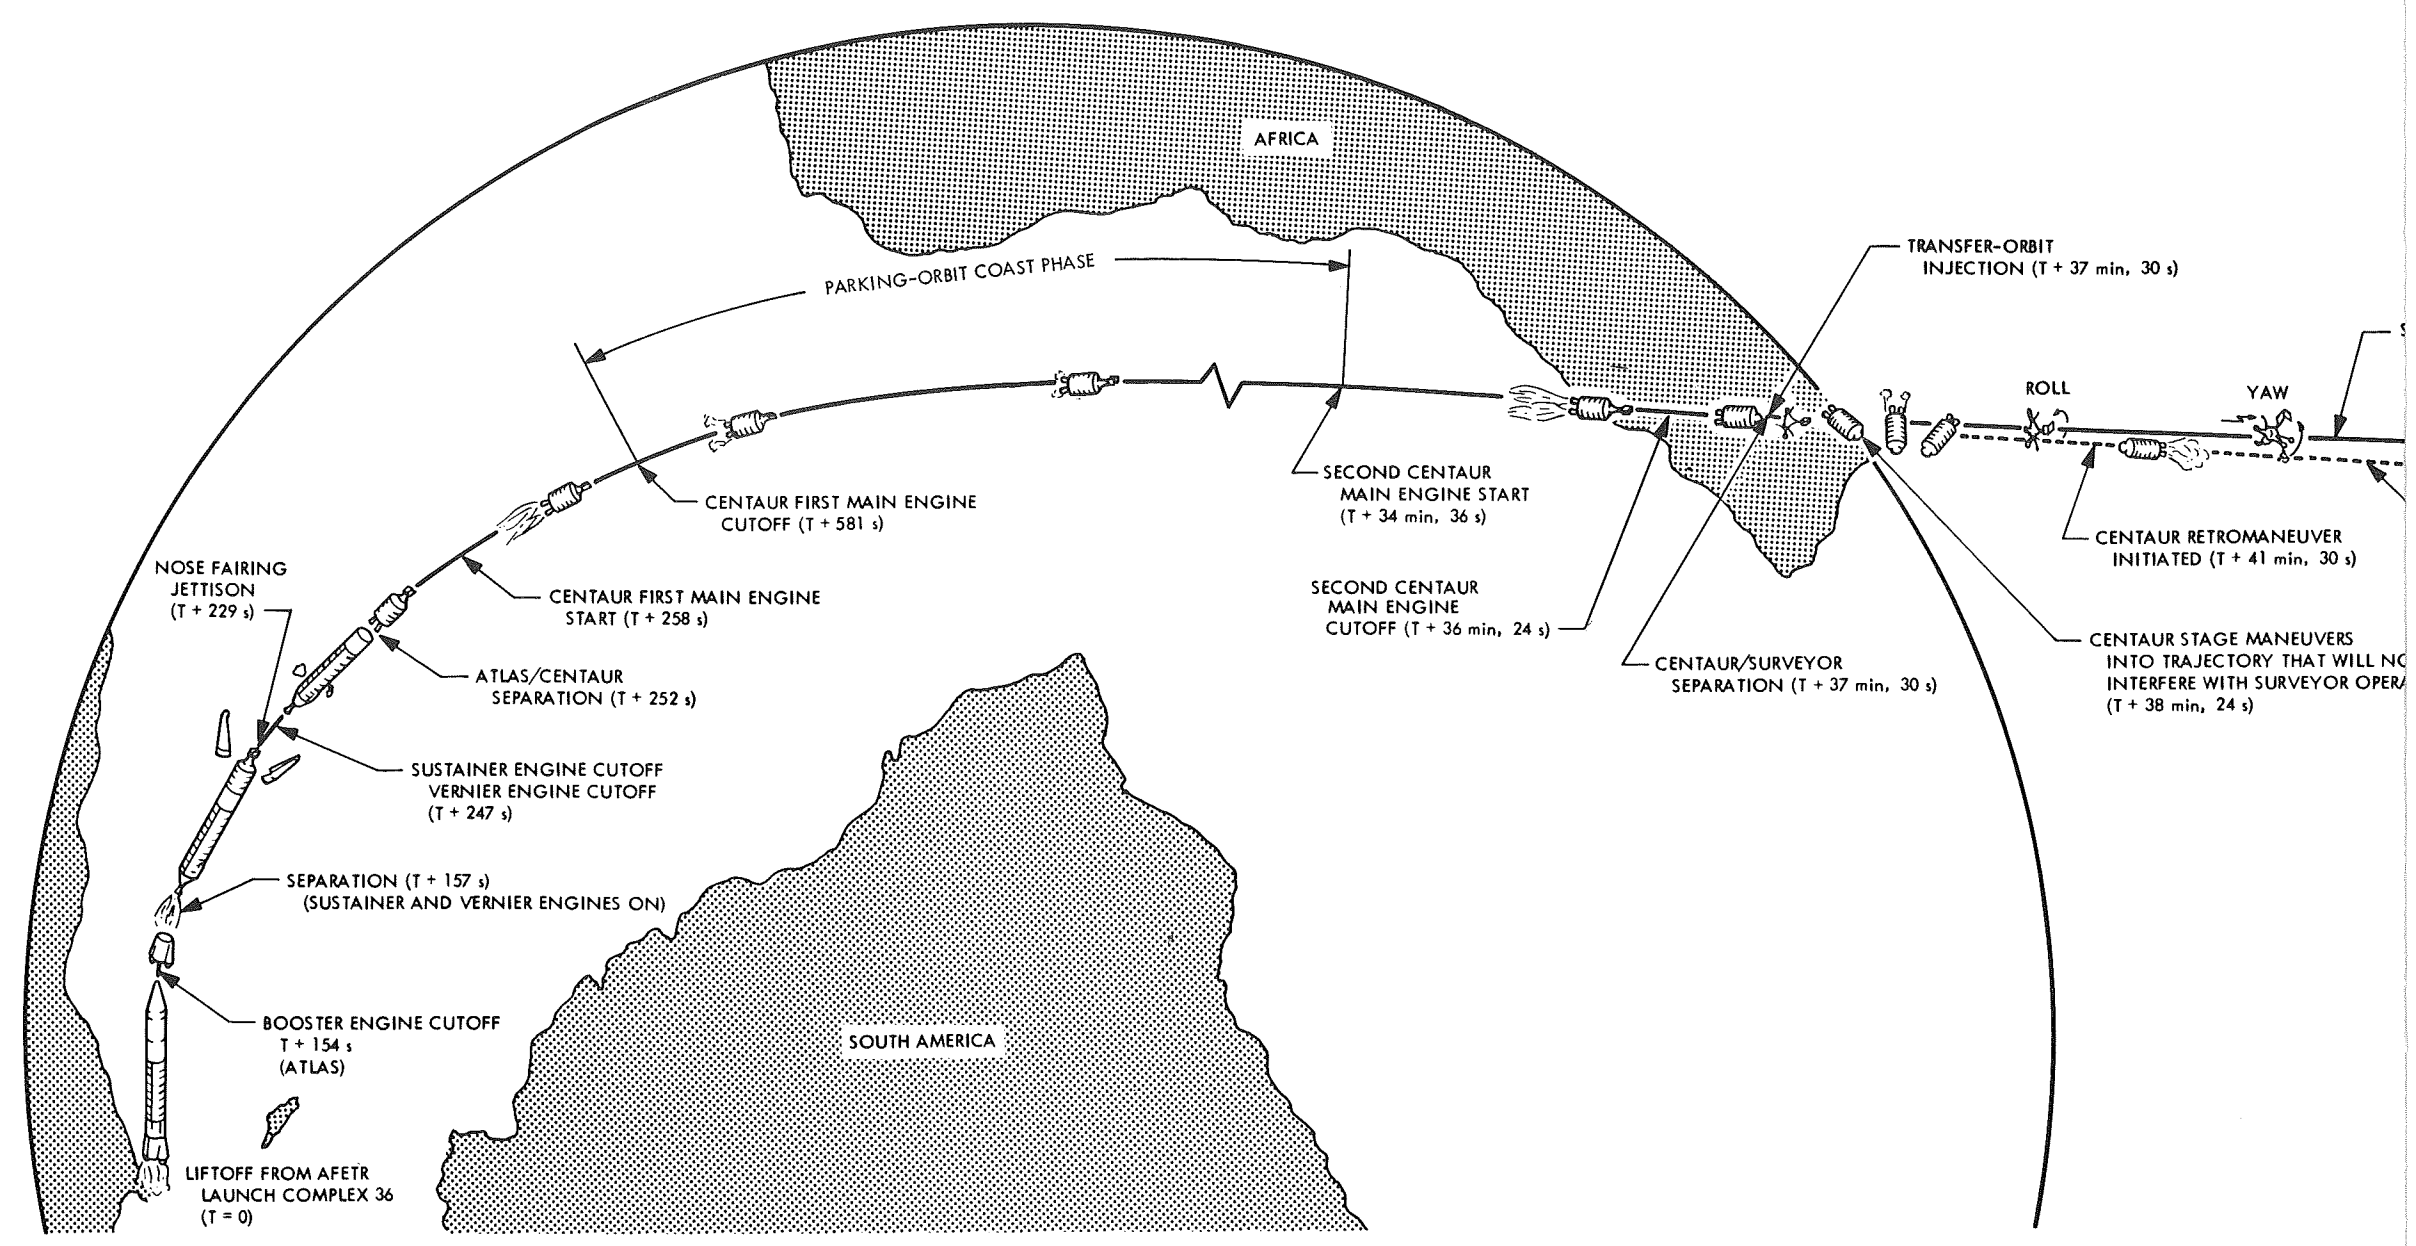 AFRICA
PARKING-ORBIT COAST PHASE
TRANSFER-ORBIT
INJECTION (T + 37 min, 30 s)
ROLL
YAW
S
CENTAUR FIRST MAIN ENGINE
CUTOFF (T + 581 s)
SECOND CENTAUR
MAIN ENGINE START
(T + 34 min, 36 s)
CENTAUR RETROMANEUVER
INITIATED (T + 41 min, 30 s)
NOSE FAIRING
JETTISON
(T + 229 s)
CENTAUR FIRST MAIN ENGINE
START (T + 258 s)
SECOND CENTAUR
MAIN ENGINE
CUTOFF (T + 36 min, 24 s)
CENTAUR STAGE MANEUVERS
INTO TRAJECTORY THAT WILL NO
INTERFERE WITH SURVEYOR OPERA
(T + 38 min, 24 s)
ATLAS/CENTAUR
SEPARATION (T + 252 s)
CENTAUR/SURVEYOR
SEPARATION (T + 37 min, 30 s)
SUSTAINER ENGINE CUTOFF
VERNIER ENGINE CUTOFF
(T + 247 s)
SEPARATION (T + 157 s)
(SUSTAINER AND VERNIER ENGINES ON)
BOOSTER ENGINE CUTOFF
T + 154 s
(ATLAS)
SOUTH AMERICA
LIFTOFF FROM AFETR
LAUNCH COMPLEX 36
(T = 0)